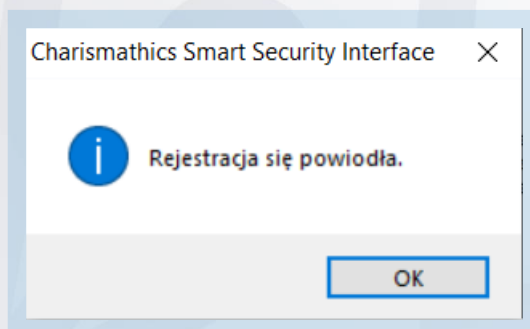 Charismathics Smart Security Interface
Rejestracja się powiodła.
OK